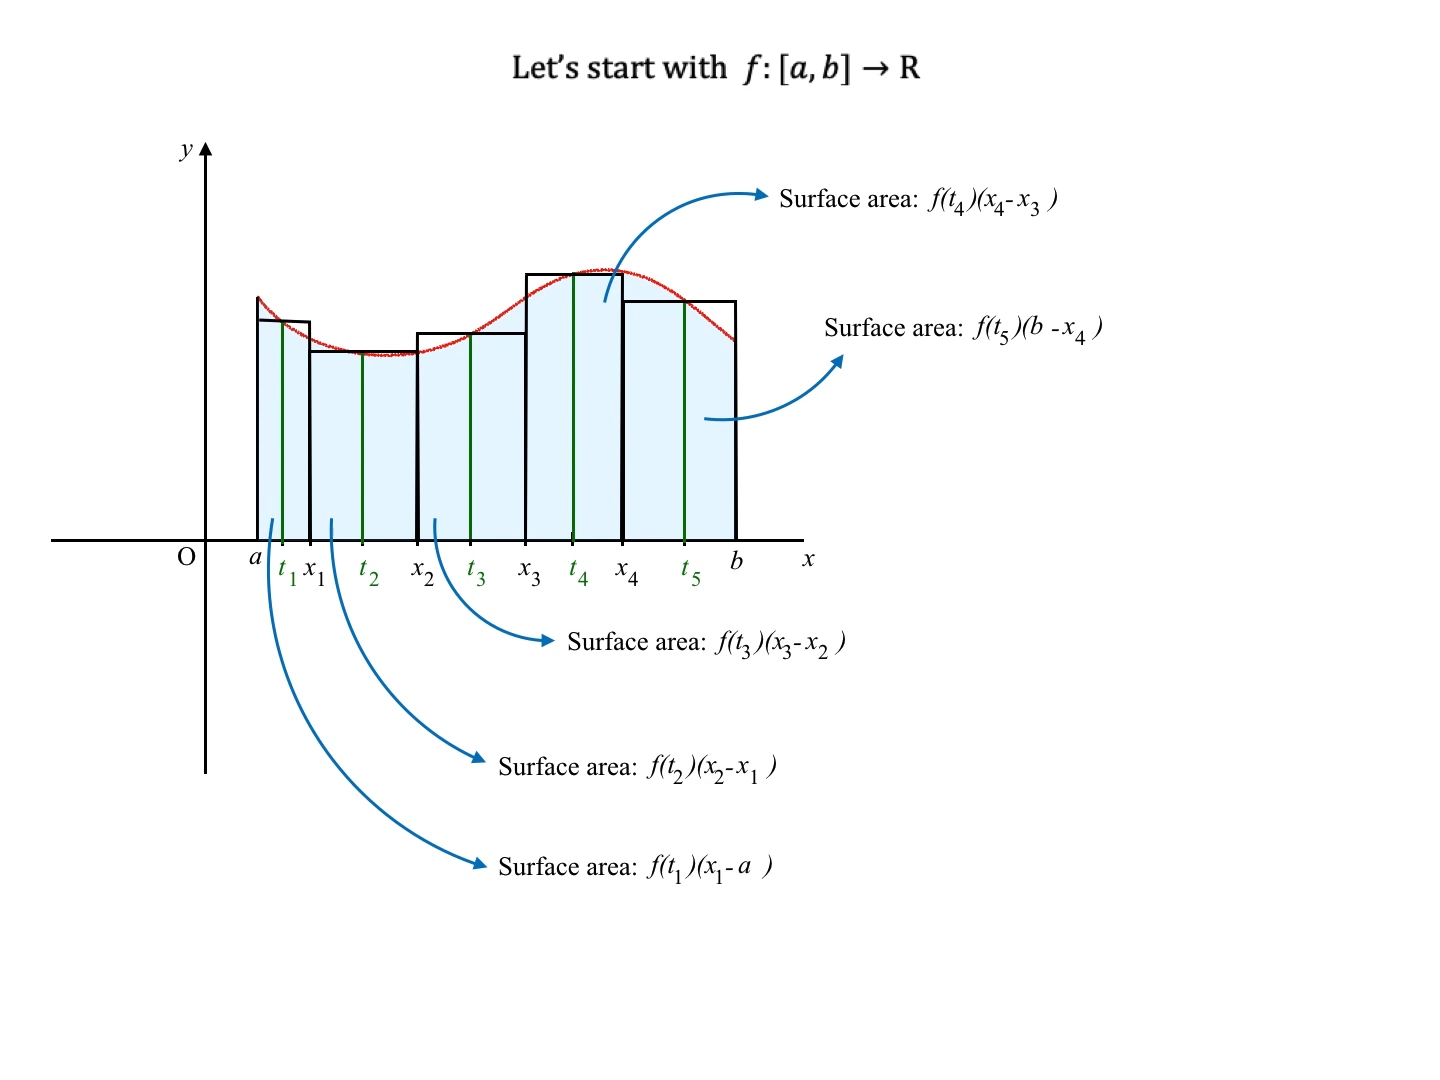 Let's start with f: [a, b] → R
y
Surface area: f(t₄)(x₄-x₃ )
Surface area: f(t₅)(b -x₄ )
O a t₁ x₁ t₂ x₂ t₃ x₃ t₄ x₄ t₅ b x
Surface area: f(t₃)(x₃-x₂ )
Surface area: f(t₂)(x₂-x₁ )
Surface area: f(t₁)(x₁- a )